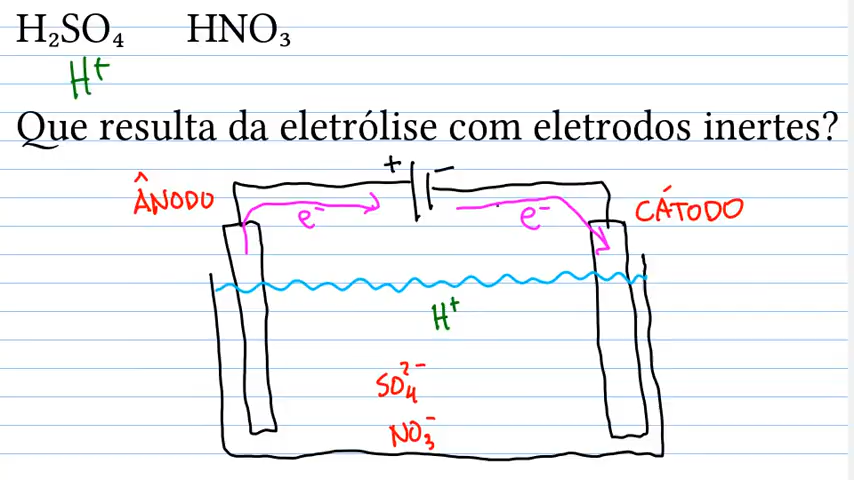 H₂SO₄ HNO₃
H⁺
Que resulta da eletrólise com eletrodos inertes?
+ −
ÂNODO e⁻ e⁻ CÁTODO
H⁺
SO₄²⁻
NO₃⁻